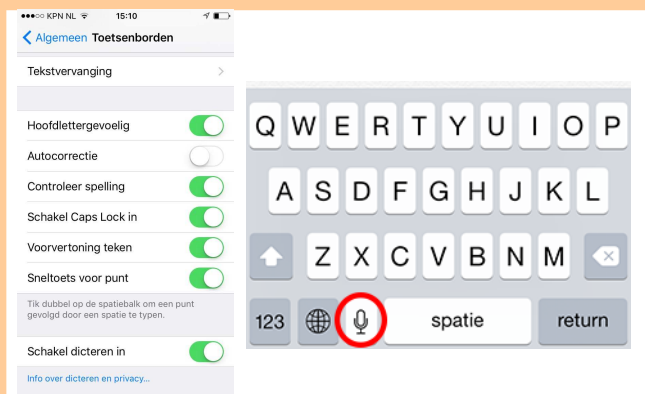 KPN NL 15:10
Algemeen Toetsenborden
Tekstvervanging
Hoofdlettergevoelig
Autocorrectie
Controleer spelling
Schakel Caps Lock in
Voorvertoning teken
Sneltoets voor punt
Tik dubbel op de spatiebalk om een punt
gevolgd door een spatie te typen.
Schakel dicteren in
Info over dicteren en privacy...
Q W E R T Y U I O P
A S D F G H J K L
Z X C V B N M
123 spatie return